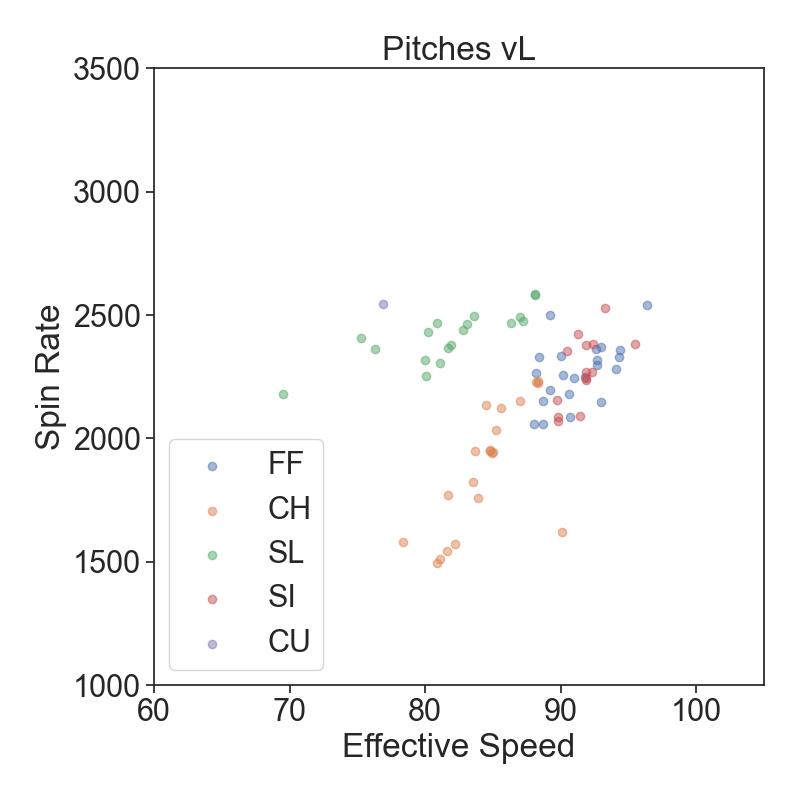 Pitches vL
Spin Rate
3500
3000
2500
2000
1500
1000
FF
CH
SL
SI
CU
60 70 80 90 100
Effective Speed